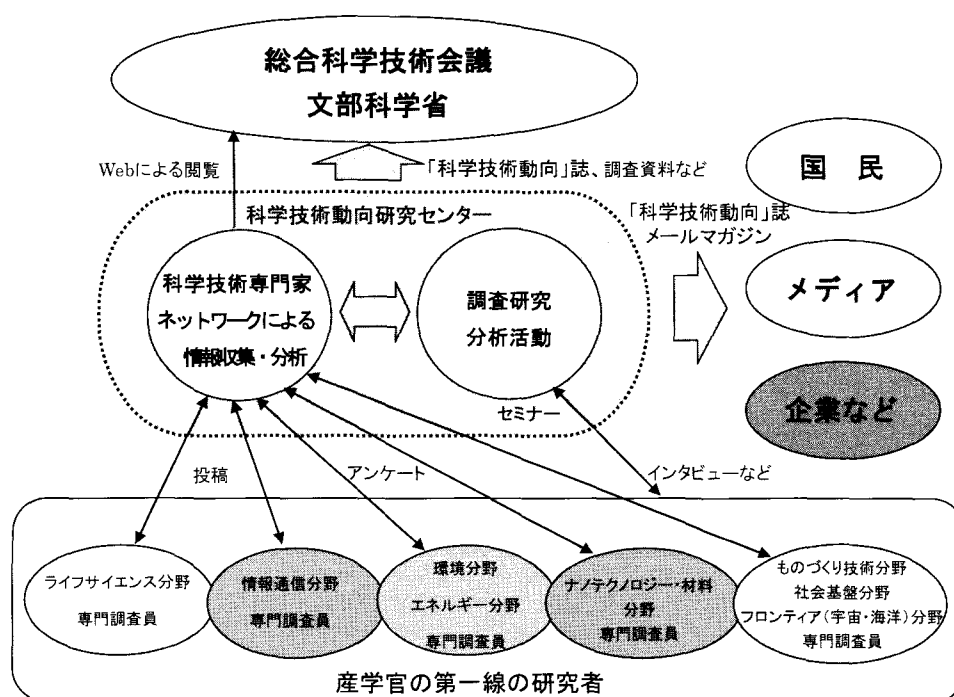 総合科学技術会議
文部科学省
Webによる閲覧
「科学技術動向」誌、調査資料など
国 民
科学技術動向研究センター
「科学技術動向」誌
メールマガジン
科学技術専門家
ネットワークによる
情報収集・分析
調査研究
分析活動
メディア
セミナー
企業など
投稿
アンケート
インタビューなど
ライフサイエンス分野
専門調査員
情報通信分野
専門調査員
環境分野
エネルギー分野
専門調査員
ナノテクノロジー・材料
分野
専門調査員
ものづくり技術分野
社会基盤分野
フロンティア(宇宙・海洋)分野
専門調査員
産学官の第一線の研究者